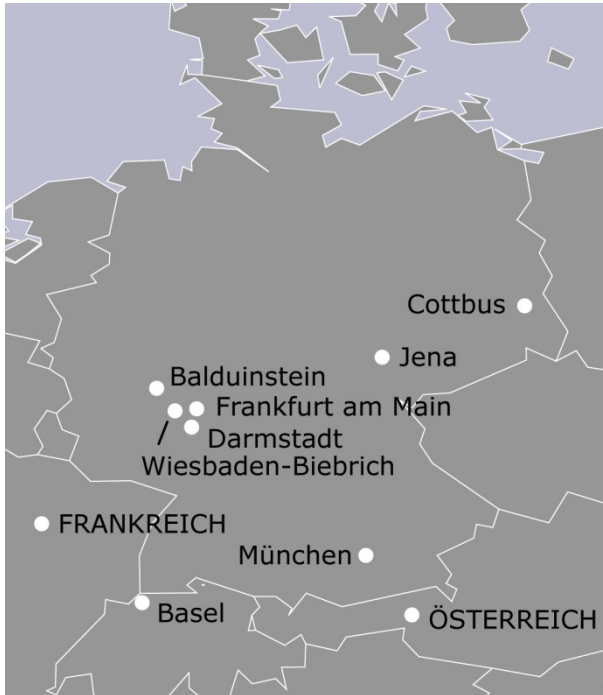 Cottbus
Jena
Balduinstein
Frankfurt am Main
Darmstadt
Wiesbaden-Biebrich
FRANKREICH
München
Basel
ÖSTERREICH